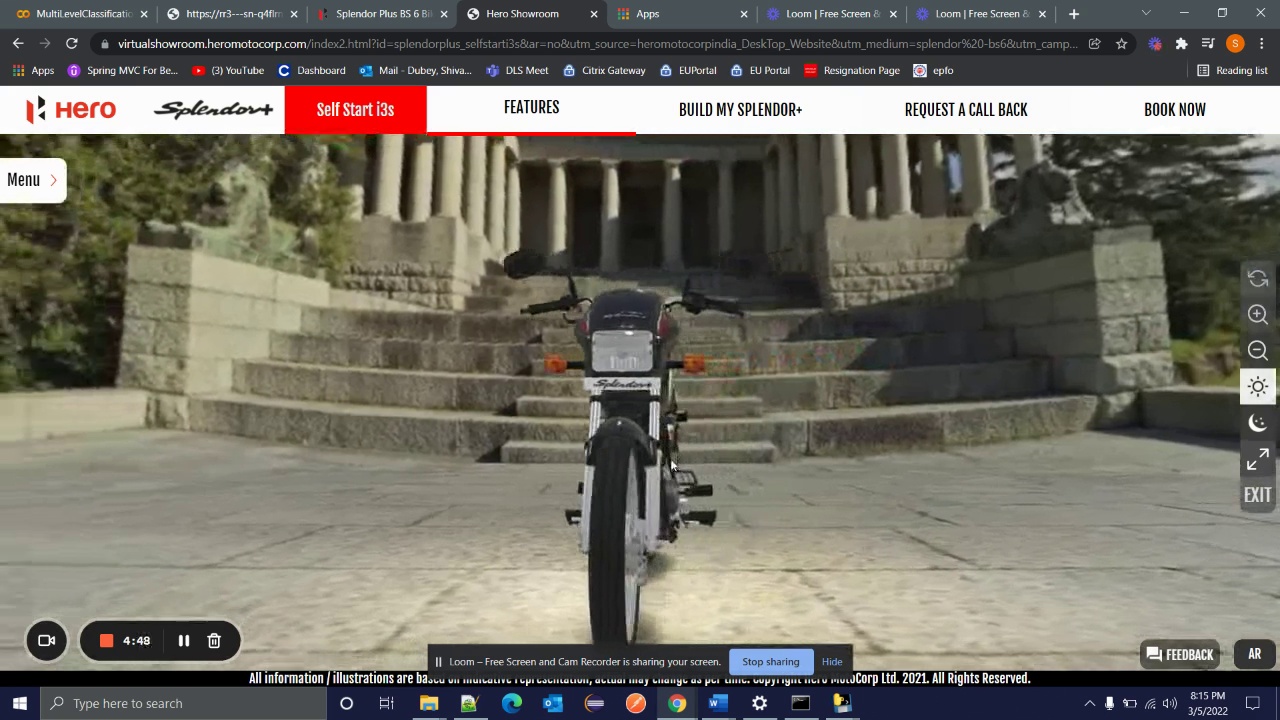 MultiLevelClassificatio
https://rr3---sn-q4flrn
Splendor Plus BS 6 Bi
Hero Showroom
Apps
Loom | Free Screen &
Loom | Free Screen &
virtualshowroom.heromotocorp.com/index2.html?id=splendorplus_selfstarti3s&at=no&utm_source=heromotocorpindia_DeskTop_Website&utm_medium=splendor%20-bs6&utm_camp...
S
Apps
Spring MVC For Be...
(3) YouTube
Dashboard
Mail - Dubey, Shiva...
DLS Meet
Citrix Gateway
EUPortal
EU Portal
Resignation Page
epfo
Reading list
Hero
Splendor+
Self Start i3s
FEATURES
BUILD MY SPLENDOR+
REQUEST A CALL BACK
BOOK NOW
Menu
Splendor+
EXIT
4:48
Loom – Free Screen and Cam Recorder is sharing your screen.
Stop sharing
Hide
FEEDBACK
AR
All information / illustrations are based on indicative representation, actual may change as per time. Copyright Hero MotoCorp Ltd. 2021. All Rights Reserved.
Type here to search
8:15 PM
3/5/2022